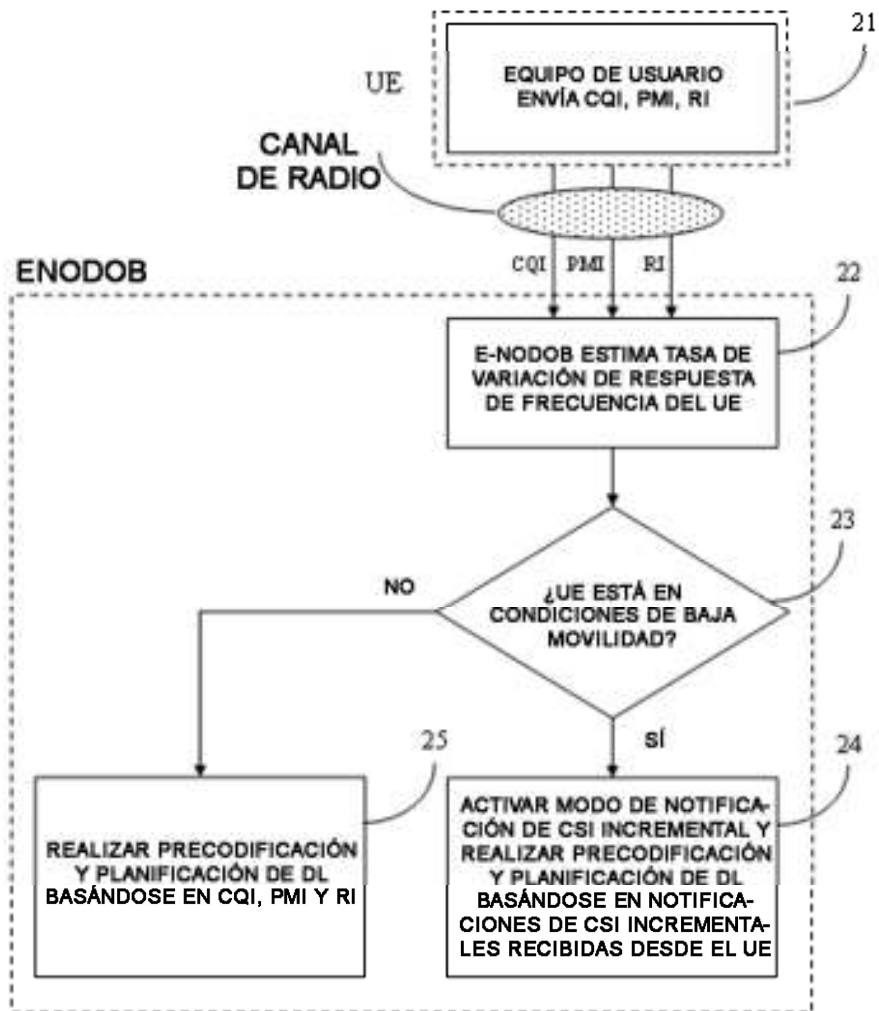 21
UE
EQUIPO DE USUARIO
ENVÍA CQI, PMI, RI
CANAL
DE RADIO
CQI PMI RI
ENODOB
22
E-NODOB ESTIMA TASA DE
VARIACIÓN DE RESPUESTA
DE FRECUENCIA DEL UE
23
NO
¿UE ESTÁ EN
CONDICIONES DE BAJA
MOVILIDAD?
SÍ
25
24
REALIZAR PRECODIFICACIÓN
Y PLANIFICACIÓN DE DL
BASÁNDOSE EN CQI, PMI Y RI
ACTIVAR MODO DE NOTIFICA-
CIÓN DE CSI INCREMENTAL Y
REALIZAR PRECODIFICACIÓN
Y PLANIFICACIÓN DE DL
BASÁNDOSE EN NOTIFICA-
CIONES DE CSI INCREMENTA-
LES RECIBIDAS DESDE EL UE